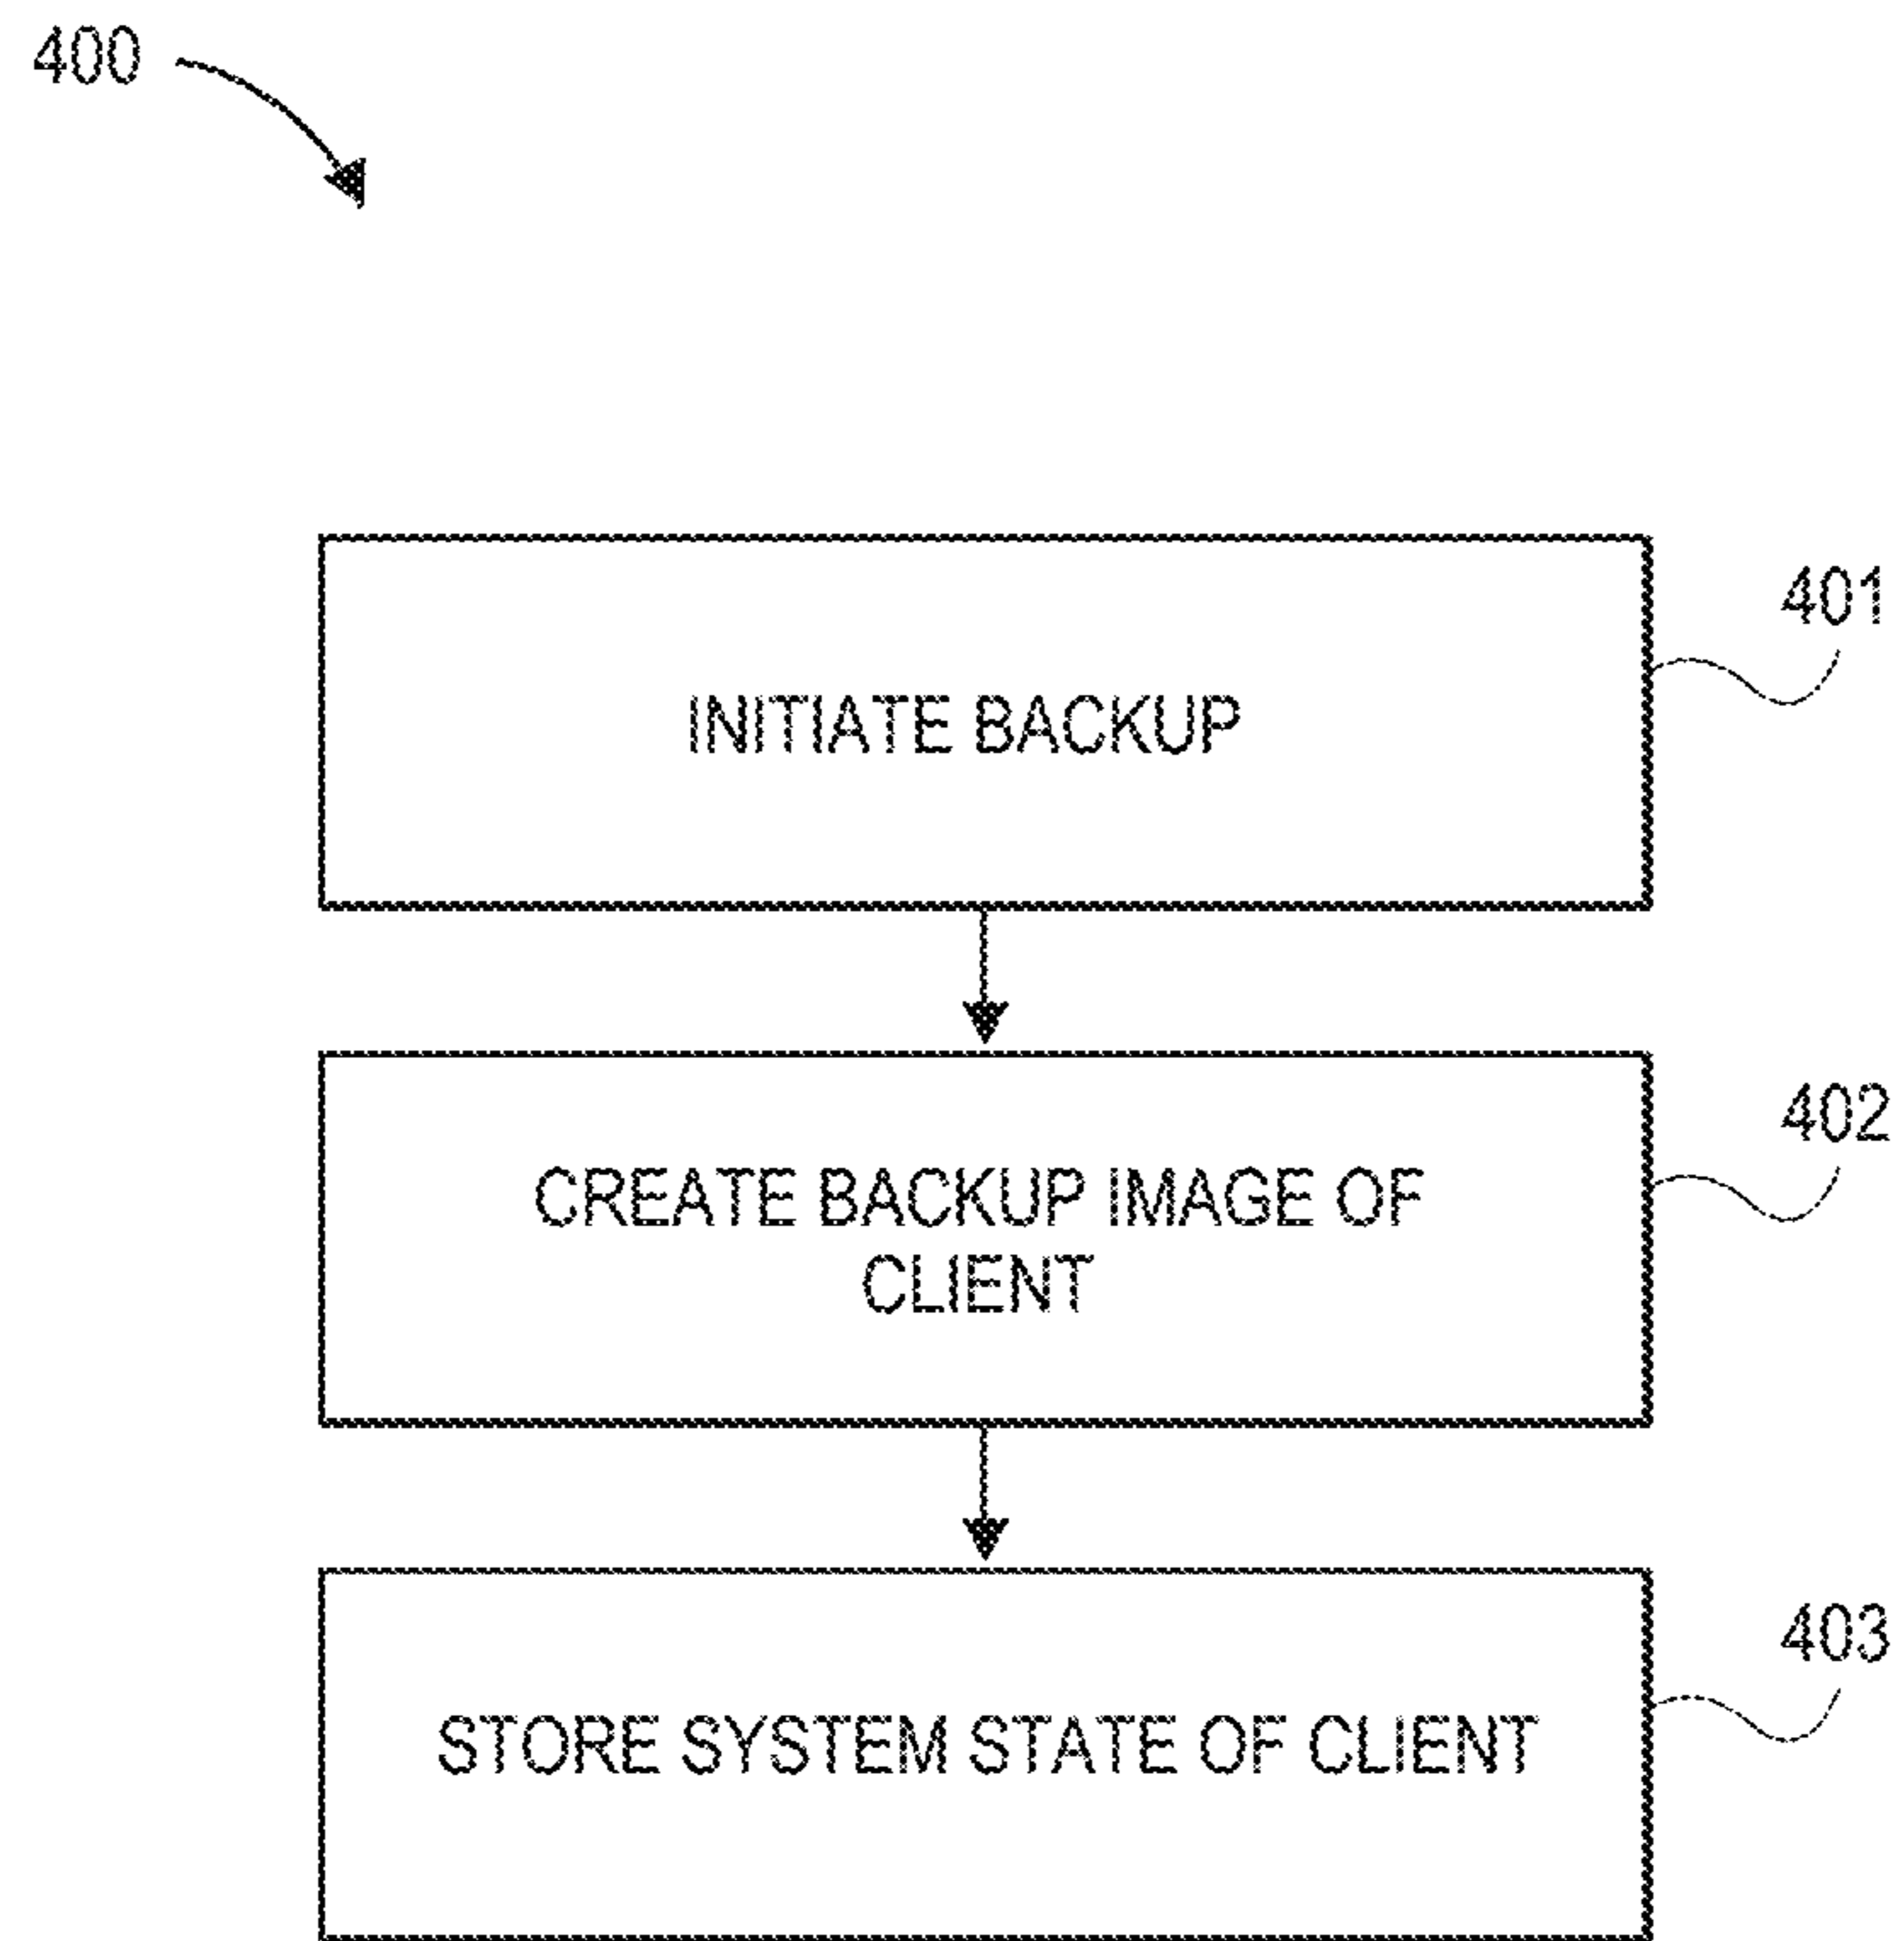 400
401
INITIATE BACKUP
402
CREATE BACKUP IMAGE OF
CLIENT
403
STORE SYSTEM STATE OF CLIENT